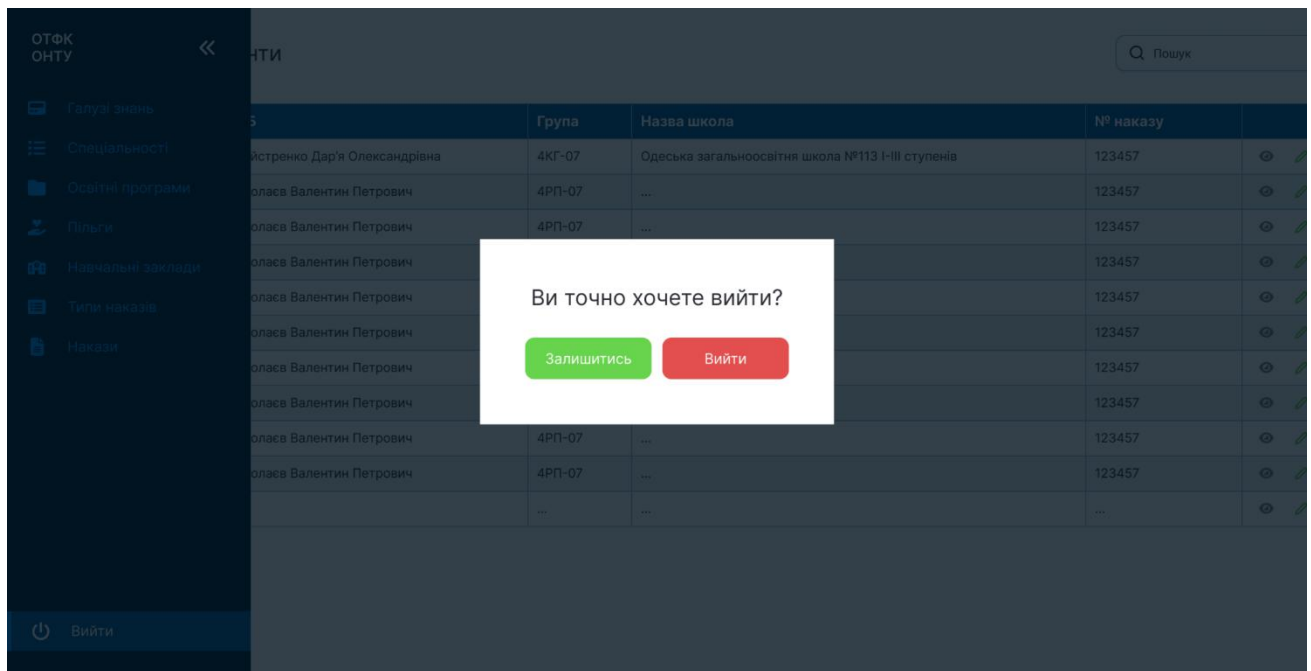 ОТФК
ОНТУ
нти
Пошук
Галузі знань
Спеціальності
Освітні програми
Пільги
Навчальні заклади
Типи наказів
Накази
Вийти
Група Назва школа № наказу
йстренко Дар'я Олександрівна 4КГ-07 Одеська загальноосвітня школа №113 І-ІІІ ступенів 123457
олаєв Валентин Петрович 4РП-07 ... 123457
олаєв Валентин Петрович 4РП-07 ... 123457
олаєв Валентин Петрович 123457
олаєв Валентин Петрович 123457
олаєв Валентин Петрович 123457
олаєв Валентин Петрович 123457
олаєв Валентин Петрович 123457
олаєв Валентин Петрович 4РП-07 ... 123457
олаєв Валентин Петрович 4РП-07 ... 123457
... ... ...
Ви точно хочете вийти?
Залишитись Вийти